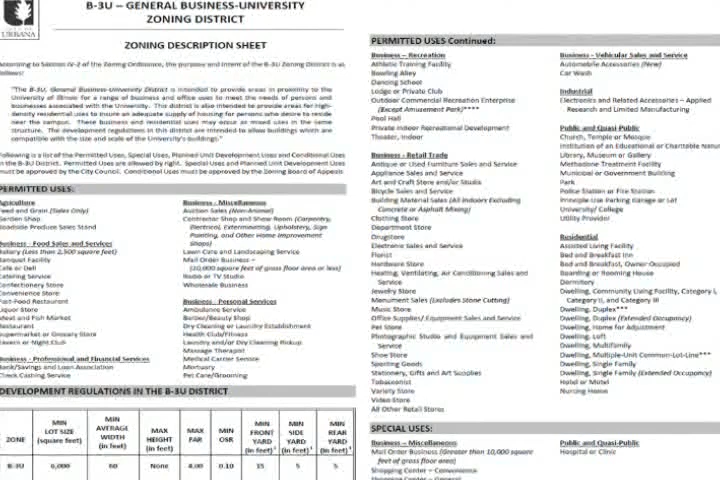 URBANA
B-3U – GENERAL BUSINESS-UNIVERSITY
ZONING DISTRICT
ZONING DESCRIPTION SHEET
According to Section IV-2 of the Zoning Ordinance, the purpose and intent of the B-3U Zoning District is as
follows:
"The B-3U, General Business-University District is intended to provide areas in proximity to the
University of Illinois for a range of business and office uses to meet the needs of persons and
businesses associated with the University. This district is also intended to provide areas for high-
density residential uses to insure an adequate supply of housing for persons who desire to reside
near the campus. These business and residential uses may occur as mixed uses in the same
structure. The development regulations in this district are intended to allow buildings which are
compatible with the size and scale of the University's buildings."
Following is a list of the Permitted Uses, Special Uses, Planned Unit Development Uses and Conditional Uses
in the B-3U District. Permitted Uses are allowed by right. Special Uses and Planned Unit Development Uses
must be approved by the City Council. Conditional Uses must be approved by the Zoning Board of Appeals
PERMITTED USES:
Agriculture
Feed and Grain (Sales Only)
Garden Shop
Roadside Produce Sales Stand
Business - Food Sales and Services
Bakery (Less than 2,500 square feet)
Banquet Facility
Cafe or Deli
Catering Service
Confectionery Store
Convenience Store
Fast-Food Restaurant
Liquor Store
Meat and Fish Market
Restaurant
Supermarket or Grocery Store
Tavern or Night Club
Business - Professional and Financial Services
Bank/Savings and Loan Association
Check Cashing Service
Business - Miscellaneous
Auction Sales (Non-Animal)
Contractor Shop and Show Room (Carpentry,
Electrical, Exterminating, Upholstery, Sign
Painting, and Other Home Improvement
Shops)
Lawn Care and Landscaping Service
Mail Order Business –
(10,000 square feet of gross floor area or less)
Radio or TV Studio
Wholesale Business
Business - Personal Services
Ambulance Service
Barber/Beauty Shop
Dry Cleaning or Laundry Establishment
Health Club/Fitness
Laundry and/or Dry Cleaning Pickup
Massage Therapist
Medical Carrier Service
Mortuary
Pet Care/Grooming
DEVELOPMENT REGULATIONS IN THE B-3U DISTRICT
ZONE
MIN LOT SIZE (square feet)
MIN AVERAGE WIDTH (in feet)
MAX HEIGHT (in feet)
MAX FAR
MIN OSR
MIN FRONT YARD (in feet)1
MIN SIDE YARD (in feet)1
MIN REAR YARD (in feet)1
B-3U 6,000 60 None 4.00 0.10 15 5 5
PERMITTED USES Continued:
Business – Recreation
Athletic Training Facility
Bowling Alley
Dancing School
Lodge or Private Club
Outdoor Commercial Recreation Enterprise
(Except Amusement Park)****
Pool Hall
Private Indoor Recreational Development
Theater, Indoor
Business - Retail Trade
Antique or Used Furniture Sales and Service
Appliance Sales and Service
Art and Craft Store and/or Studio
Bicycle Sales and Service
Building Material Sales (All Indoors Excluding
Concrete or Asphalt Mixing)
Clothing Store
Department Store
Drugstore
Electronic Sales and Service
Florist
Hardware Store
Heating, Ventilating, Air Conditioning Sales and
Service
Jewelry Store
Monument Sales (Excludes Stone Cutting)
Music Store
Office Supplies/ Equipment Sales and Service
Pet Store
Photographic Studio and Equipment Sales and
Service
Shoe Store
Sporting Goods
Stationery, Gifts and Art Supplies
Tobacconist
Variety Store
Video Store
All Other Retail Stores
Business - Vehicular Sales and Service
Automobile Accessories (New)
Car Wash
Industrial
Electronics and Related Accessories – Applied
Research and Limited Manufacturing
Public and Quasi-Public
Church, Temple or Mosque
Institution of an Educational or Charitable Natur
Library, Museum or Gallery
Methadone Treatment Facility
Municipal or Government Building
Park
Police Station or Fire Station
Principle Use Parking Garage or Lot
University/ College
Utility Provider
Residential
Assisted Living Facility
Bed and Breakfast Inn
Bed and Breakfast, Owner-Occupied
Boarding or Rooming House
Dormitory
Dwelling, Community Living Facility, Category I,
Category II, and Category III
Dwelling, Duplex***
Dwelling, Duplex (Extended Occupancy)
Dwelling, Home for Adjustment
Dwelling, Loft
Dwelling, Multifamily
Dwelling, Multiple-Unit Common-Lot-Line***
Dwelling, Single Family
Dwelling, Single Family (Extended Occupancy)
Hotel or Motel
Nursing Home
SPECIAL USES:
Business – Miscellaneous
Mail Order Business (Greater than 10,000 square
feet of gross floor area)
Shopping Center – Convenience
Shopping Center – General
Public and Quasi-Public
Hospital or Clinic